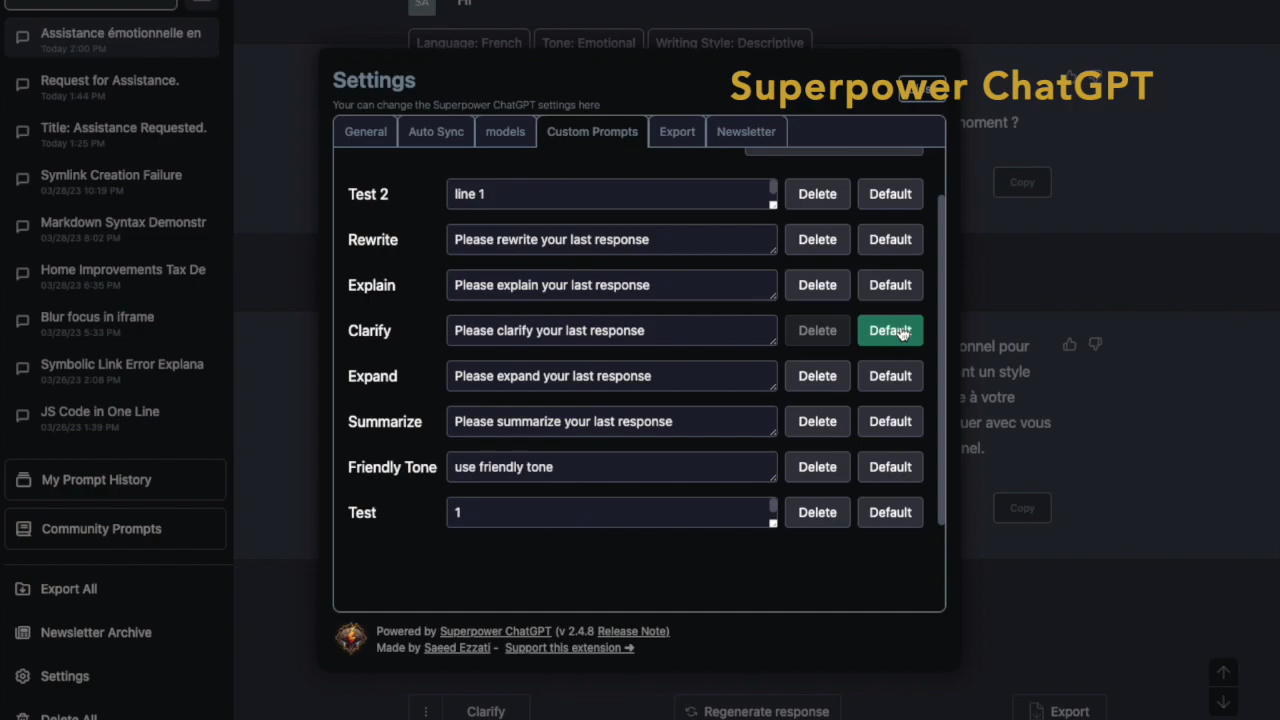 SA
Hi
Assistance émotionnelle en
Today 2:00 PM
Request for Assistance.
Today 1:44 PM
Title: Assistance Requested.
Today 1:25 PM
Symlink Creation Failure
03/28/23 10:19 PM
Markdown Syntax Demonstr
03/28/23 8:02 PM
Home Improvements Tax De
03/28/23 6:35 PM
Blur focus in iframe
03/28/23 5:33 PM
Symbolic Link Error Explana
03/26/23 2:08 PM
JS Code in One Line
03/26/23 1:39 PM
My Prompt History
Community Prompts
Export All
Newsletter Archive
Settings
Delete All
Language: French Tone: Emotional Writing Style: Descriptive
Superpower ChatGPT
Settings
Your can change the Superpower ChatGPT settings here
General Auto Sync models Custom Prompts Export Newsletter
Test 2 line 1 Delete Default
Rewrite Please rewrite your last response Delete Default
Explain Please explain your last response Delete Default
Clarify Please clarify your last response Delete Default
Expand Please expand your last response Delete Default
Summarize Please summarize your last response Delete Default
Friendly Tone use friendly tone Delete Default
Test 1 Delete Default
Powered by Superpower ChatGPT (v 2.4.8 Release Note)
Made by Saeed Ezzati - Support this extension ➜
moment ?
Copy
onnel pour
nt un style
e à votre
uer avec vous
nel.
Copy
Clarify Regenerate response Export